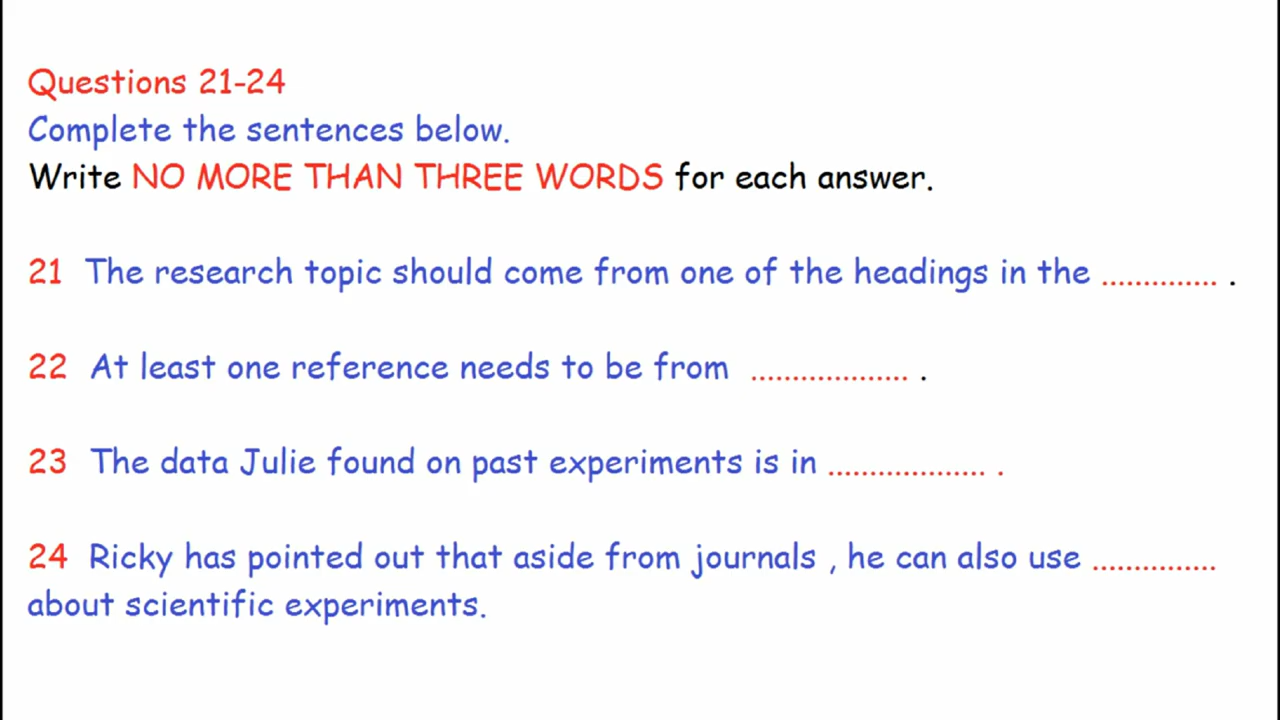 Questions 21-24
Complete the sentences below.
Write NO MORE THAN THREE WORDS for each answer.
21 The research topic should come from one of the headings in the .............. .
22 At least one reference needs to be from ................... .
23 The data Julie found on past experiments is in ................... .
24 Ricky has pointed out that aside from journals , he can also use ...............
about scientific experiments.